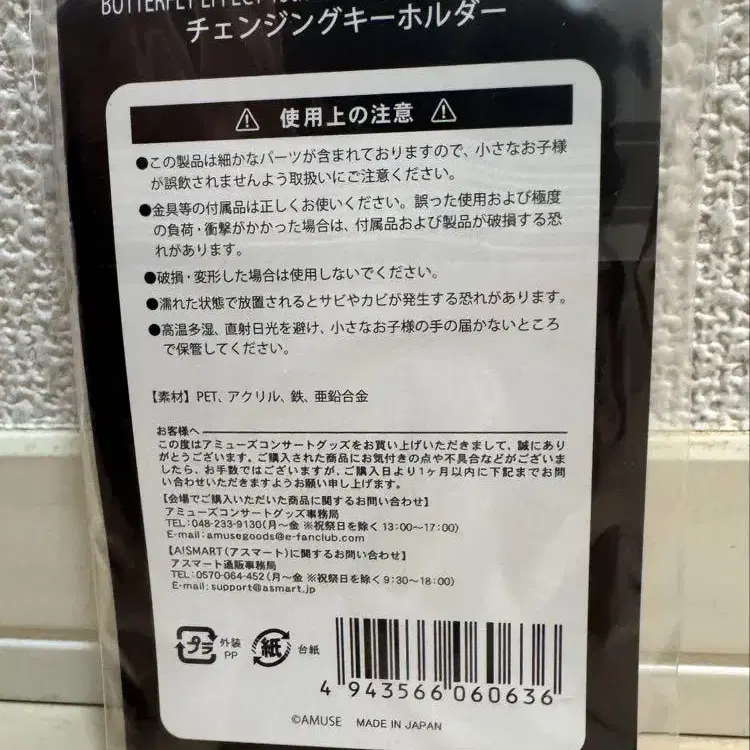 BUTTERFLY EFFECT
チェンジングキーホルダー
⚠ 使用上の注意 ⚠
●この製品は細かなパーツが含まれておりますので、小さなお子様
が誤飲されませんよう取扱いにご注意ください。
●金具等の付属品は正しくお使いください。誤った使用および極度
の負荷・衝撃がかかった場合は、付属品および製品が破損する恐
れがあります。
●破損・変形した場合は使用しないでください。
●濡れた状態で放置されるとサビやカビが発生する恐れがあります。
●高温多湿、直射日光を避け、小さなお子様の手の届かないところ
で保管してください。
【素材】PET、アクリル、鉄、亜鉛合金
お客様へ
この度はアミューズコンサートグッズをお買い上げいただきまして、誠にあり
がとうございます。ご購入された商品にお気付きの点や不具合などがございま
したら、お手数ではございますが、ご購入日より1ヶ月以内に下記までお問
い合わせいただきますようお願い申し上げます。
【会場でご購入いただいた商品に関するお問い合わせ】
アミューズコンサートグッズ事務局
TEL:048-233-9130(月～金 ※祝祭日を除く 13:00～17:00)
E-mail:amusegoods@e-fanclub.com
【A!SMART(アスマート)に関するお問い合わせ】
アスマート通販事務局
TEL:0570-064-452(月～金 ※祝祭日を除く 9:30～18:00)
E-mail:support@asmart.jp
プラ 外装 PP 紙 台紙
4 943566 060636
©AMUSE MADE IN JAPAN